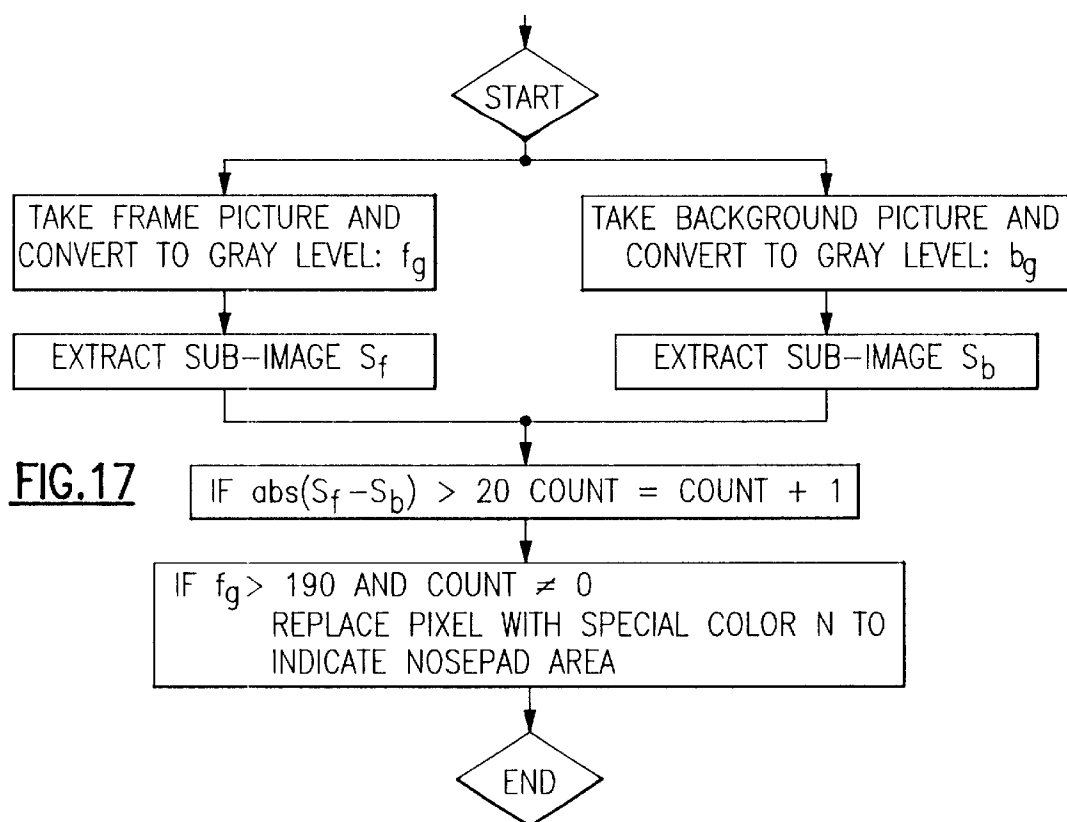 START
TAKE FRAME PICTURE AND
CONVERT TO GRAY LEVEL: fg
TAKE BACKGROUND PICTURE AND
CONVERT TO GRAY LEVEL: bg
EXTRACT SUB-IMAGE Sf
EXTRACT SUB-IMAGE Sb
FIG.17
IF abs(Sf-Sb) > 20 COUNT = COUNT + 1
IF fg> 190 AND COUNT ≠ 0
REPLACE PIXEL WITH SPECIAL COLOR N TO
INDICATE NOSEPAD AREA
END